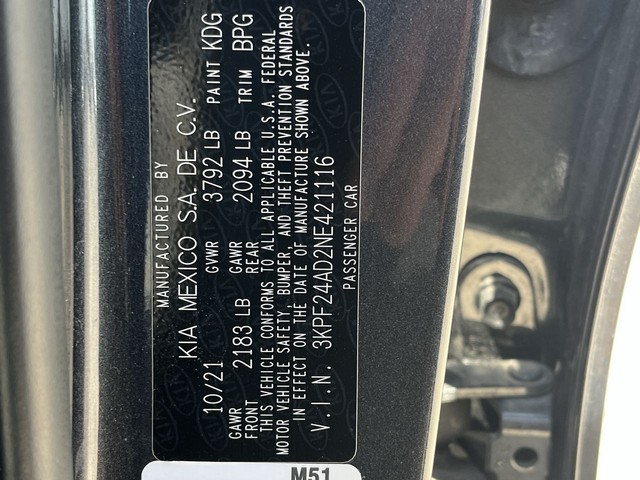 MANUFACTURED BY
KIA MEXICO S.A. DE C.V.
10/21 GVWR 3792 LB PAINT KDG
GAWR FRONT 2183 LB GAWR REAR 2094 LB TRIM BPG
THIS VEHICLE CONFORMS TO ALL APPLICABLE U.S.A. FEDERAL
MOTOR VEHICLE SAFETY, BUMPER, AND THEFT PREVENTION STANDARDS
IN EFFECT ON THE DATE OF MANUFACTURE SHOWN ABOVE.
V.I.N. 3KPF24AD2NE421116
PASSENGER CAR
M51